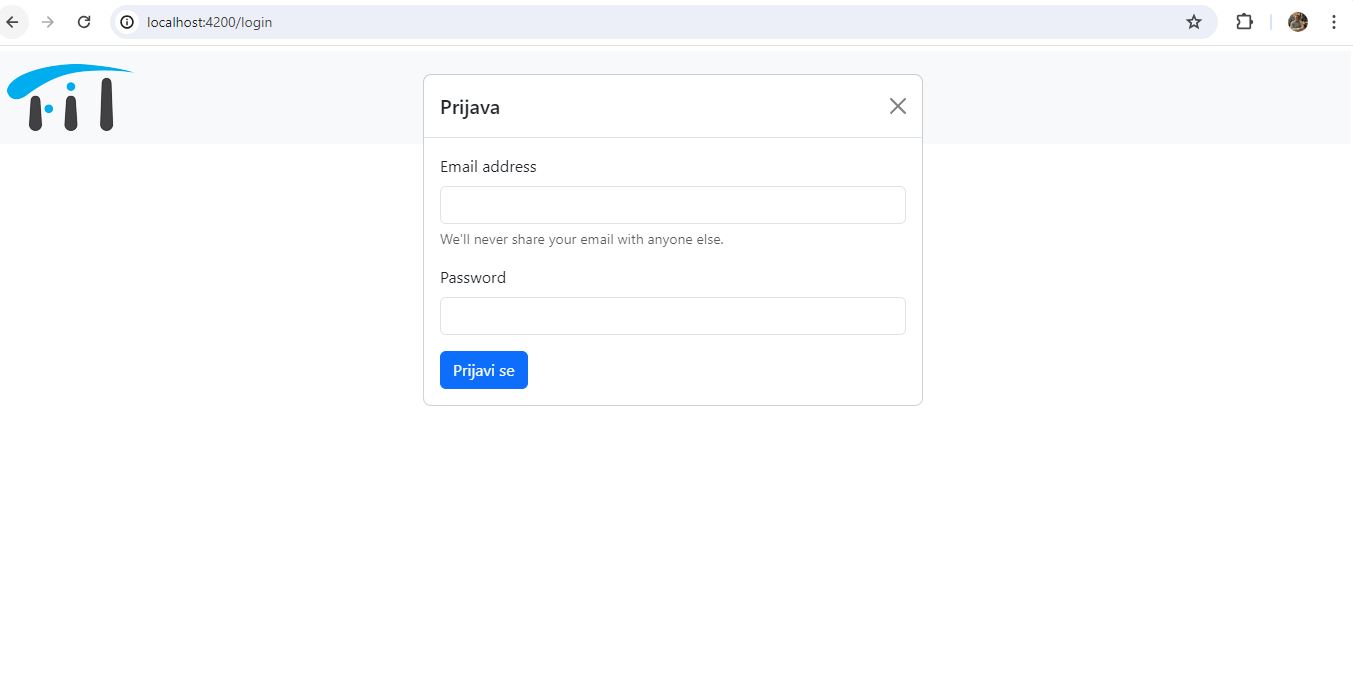 localhost:4200/login
Prijava
Email address
We'll never share your email with anyone else.
Password
Prijavi se